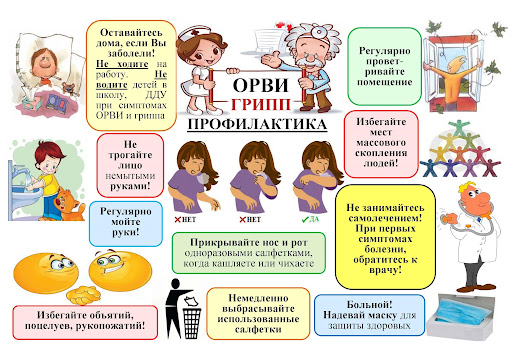 Оставайтесь
дома, если Вы
заболели!
Не ходите на
работу. Не
водите детей в
школу, ДДУ
при симптомах
ОРВИ и гриппа
ОРВИ
ГРИПП
ПРОФИЛАКТИКА
Регулярно
провет-
ривайте
помещение
Избегайте
мест
массового
скопления
людей!
Не
трогайте
лицо
немытыми
руками!
НЕТ
НЕТ
ДА
Регулярно
мойте
руки!
Не занимайтесь
самолечением!
При первых
симптомах
болезни,
обратитесь к
врачу!
Прикрывайте нос и рот
одноразовыми салфетками,
когда кашляете или чихаете
Избегайте объятий,
поцелуев, рукопожатий!
Немедленно
выбрасывайте
использованные
салфетки
Больной!
Надевай маску для
защиты здоровых